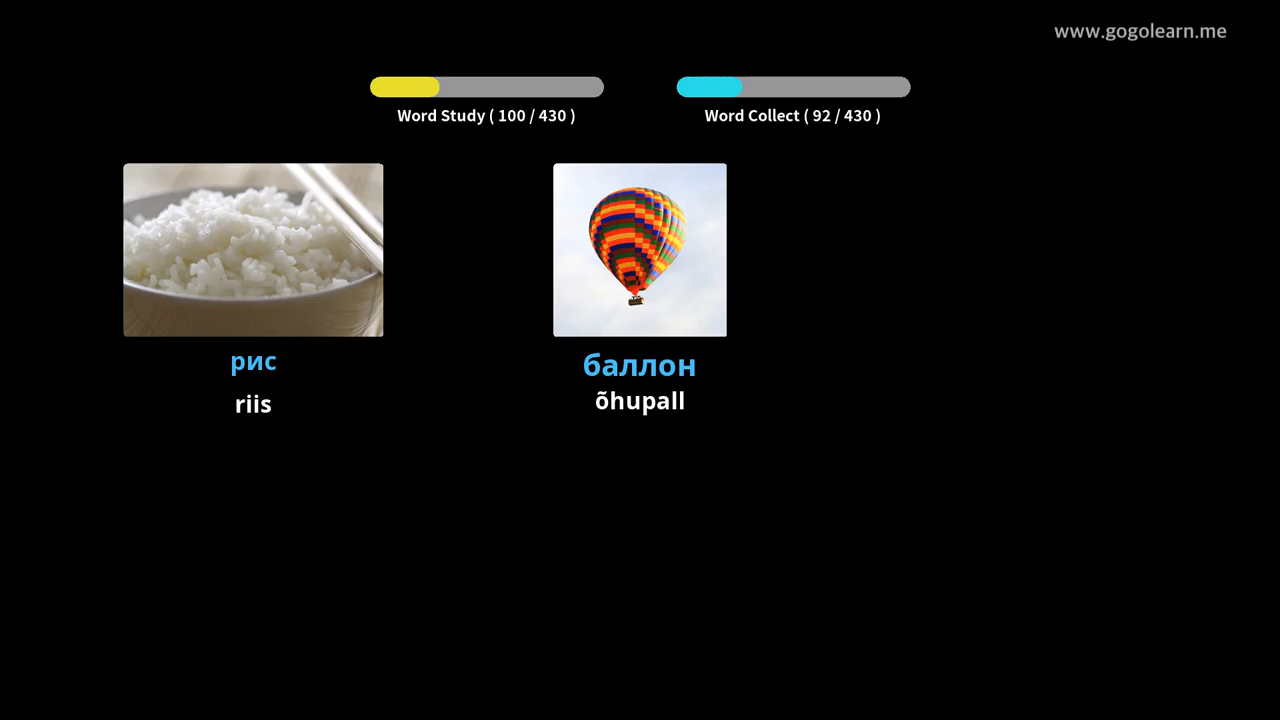 www.gogolearn.me
Word Study ( 100 / 430 )
Word Collect ( 92 / 430 )
рис
riis
баллон
õhupall